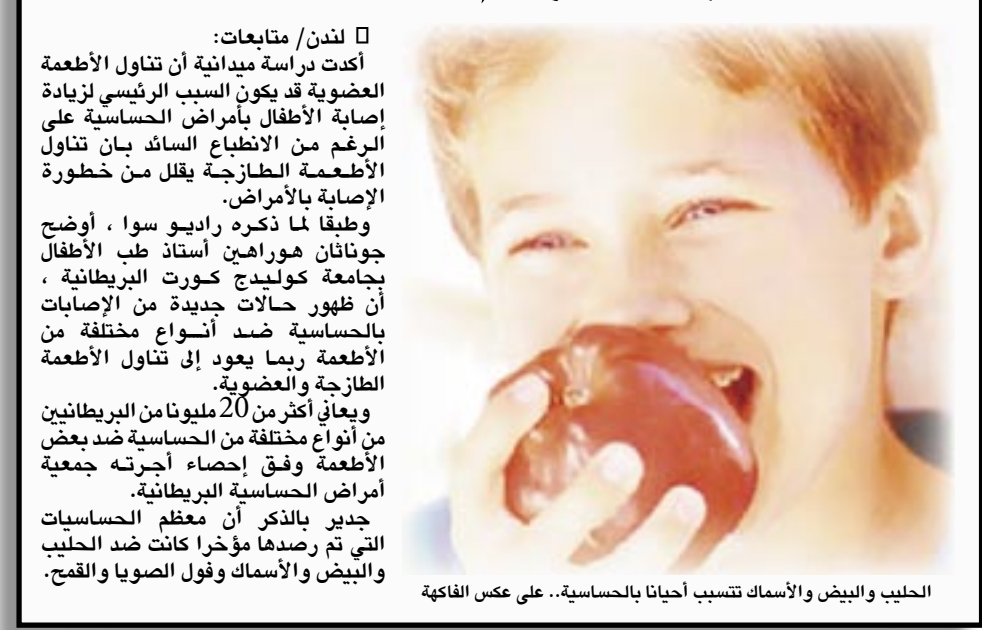 لندن/ متابعات:
أكدت دراسة ميدانية أن تناول الأطعمة
العضوية قد يكون السبب الرئيسي لزيادة
إصابة الأطفال بأمراض الحساسية على
الرغم من الانطباع السائد بان تناول
الأطعمة الطازجة يقلل من خطورة
الإصابة بالأمراض.
وطبقا لما ذكره راديو سوا ، أوضح
جوناثان هوراهين أستاذ طب الأطفال
بجامعة كوليدج كورت البريطانية ،
أن ظهور حالات جديدة من الإصابات
بالحساسية ضد أنواع مختلفة من
الأطعمة ربما يعود إلى تناول الأطعمة
الطازجة والعضوية.
ويعاني أكثر من 20 مليونا من البريطانيين
من أنواع مختلفة من الحساسية ضد بعض
الأطعمة وفق إحصاء أجرته جمعية
أمراض الحساسية البريطانية.
جدير بالذكر أن معظم الحساسيات
التي تم رصدها مؤخرا كانت ضد الحليب
والبيض والأسماك وفول الصويا والقمح.
الحليب والبيض والأسماك تتسبب أحيانا بالحساسية.. على عكس الفاكهة